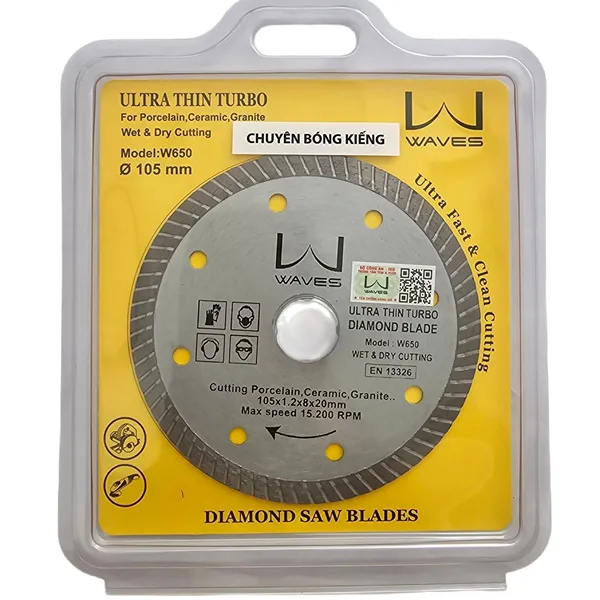 ULTRA THIN TURBO
For Porcelain,Ceramic,Granite
Wet & Dry Cutting
Model:W650
Ø 105 mm
CHUYÊN BÓNG KIẾNG
WAVES
Ultra Fast & Clean Cutting
WAVES
WAVES
ULTRA THIN TURBO
DIAMOND BLADE
Model : W650
WET & DRY CUTTING
EN 13326
Cutting Porcelain,Ceramic,Granite..
105x1.2x8x20mm
Max speed 15.200 RPM
DIAMOND SAW BLADES